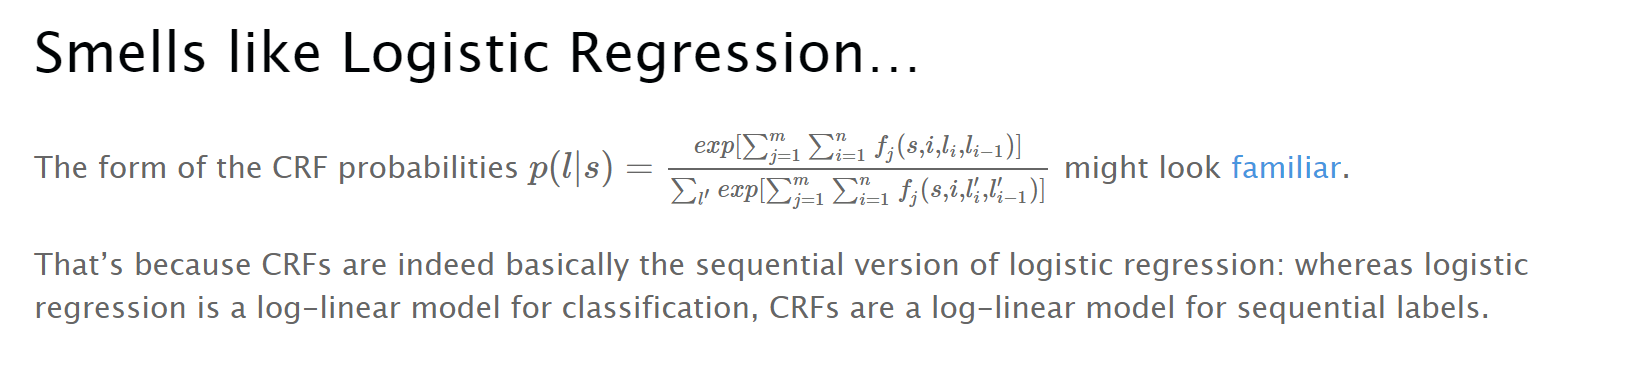 Smells like Logistic Regression…
The form of the CRF probabilities $p(l|s) = \frac{exp[\sum_{j=1}^{m} \sum_{i=1}^{n} f_j(s,i,l_i,l_{i-1})]}{\sum_{l'} exp[\sum_{j=1}^{m} \sum_{i=1}^{n} f_j(s,i,l'_i,l'_{i-1})]}$ might look familiar.
That’s because CRFs are indeed basically the sequential version of logistic regression: whereas logistic
regression is a log-linear model for classification, CRFs are a log-linear model for sequential labels.